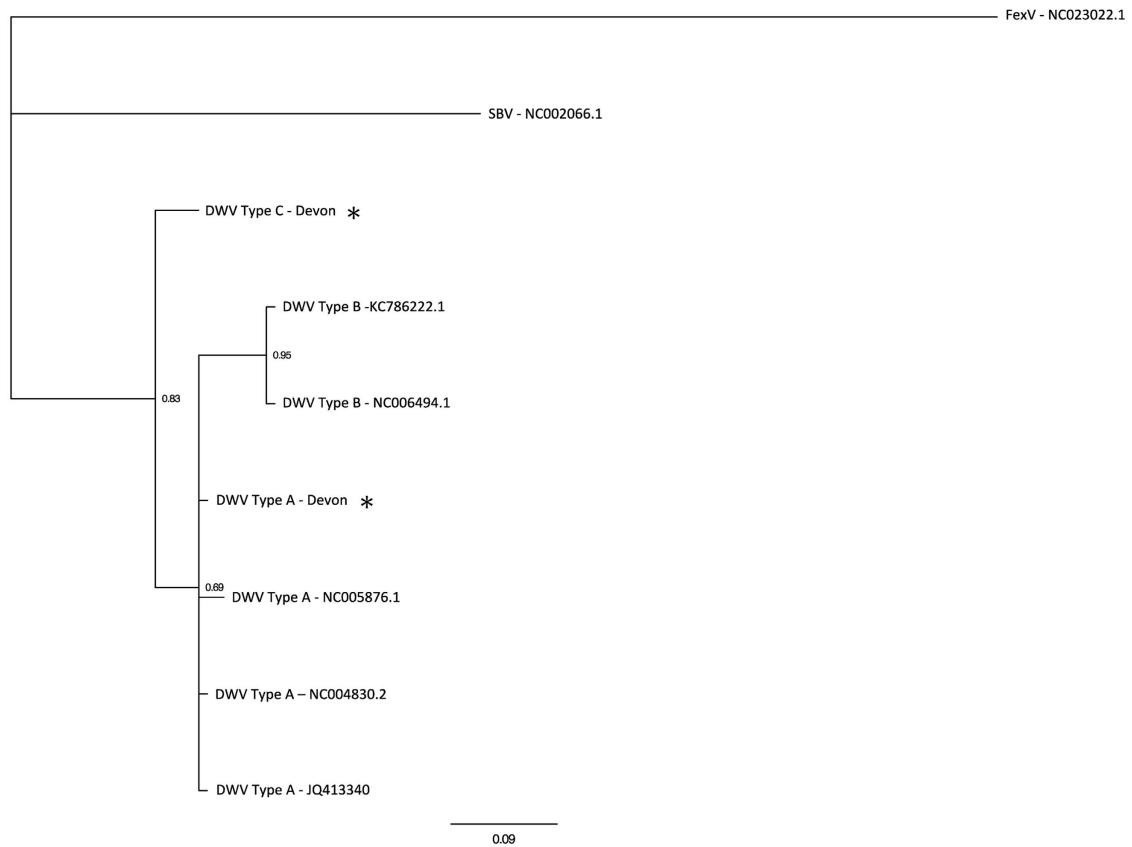 FexV - NC023022.1
SBV - NC002066.1
DWV Type C - Devon *
DWV Type B -KC786222.1
0.95
0.83
DWV Type B - NC006494.1
DWV Type A - Devon *
0.69
DWV Type A - NC005876.1
DWV Type A – NC004830.2
DWV Type A - JQ413340
0.09